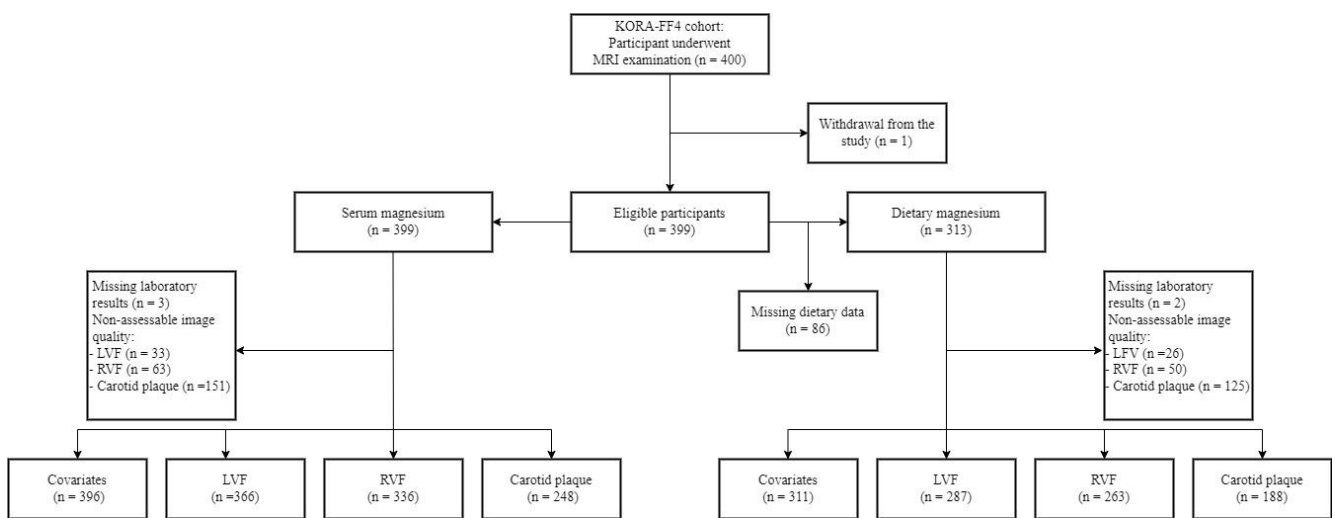 KORA-FF4 cohort:
Participant underwent
MRI examination (n = 400)
Withdrawal from the
study (n = 1)
Serum magnesium
(n = 399)
Eligible participants
(n = 399)
Dietary magnesium
(n = 313)
Missing laboratory
results (n = 3)
Non-assessable image
quality:
- LVF (n = 33)
- RVF (n = 63)
- Carotid plaque (n =151)
Missing dietary data
(n = 86)
Missing laboratory
results (n = 2)
Non-assessable image
quality:
- LFV (n =26)
- RVF (n = 50)
- Carotid plaque (n = 125)
Covariates
(n = 396)
LVF
(n =366)
RVF
(n = 336)
Carotid plaque
(n = 248)
Covariates
(n = 311)
LVF
(n = 287)
RVF
(n = 263)
Carotid plaque
(n = 188)